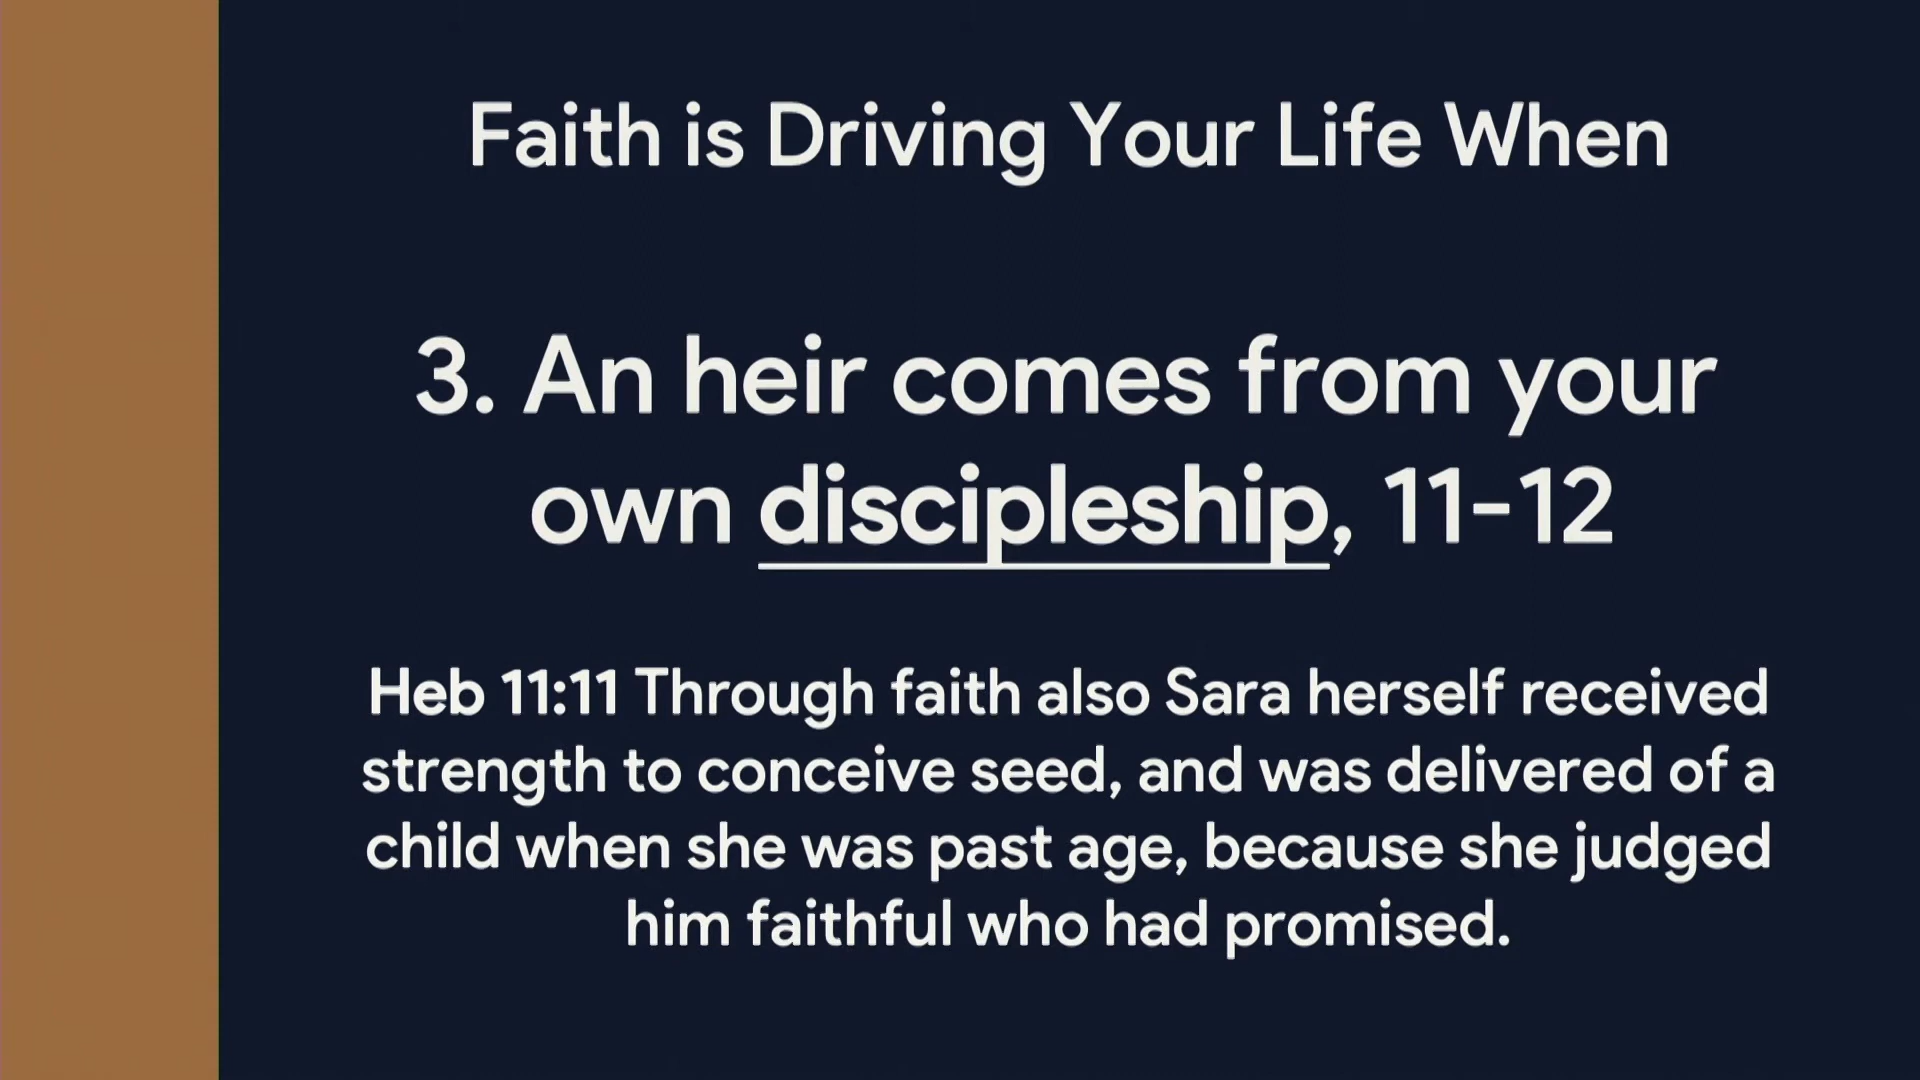 Faith is Driving Your Life When
3. An heir comes from your
own discipleship, 11-12
Heb 11:11 Through faith also Sara herself received
strength to conceive seed, and was delivered of a
child when she was past age, because she judged
him faithful who had promised.